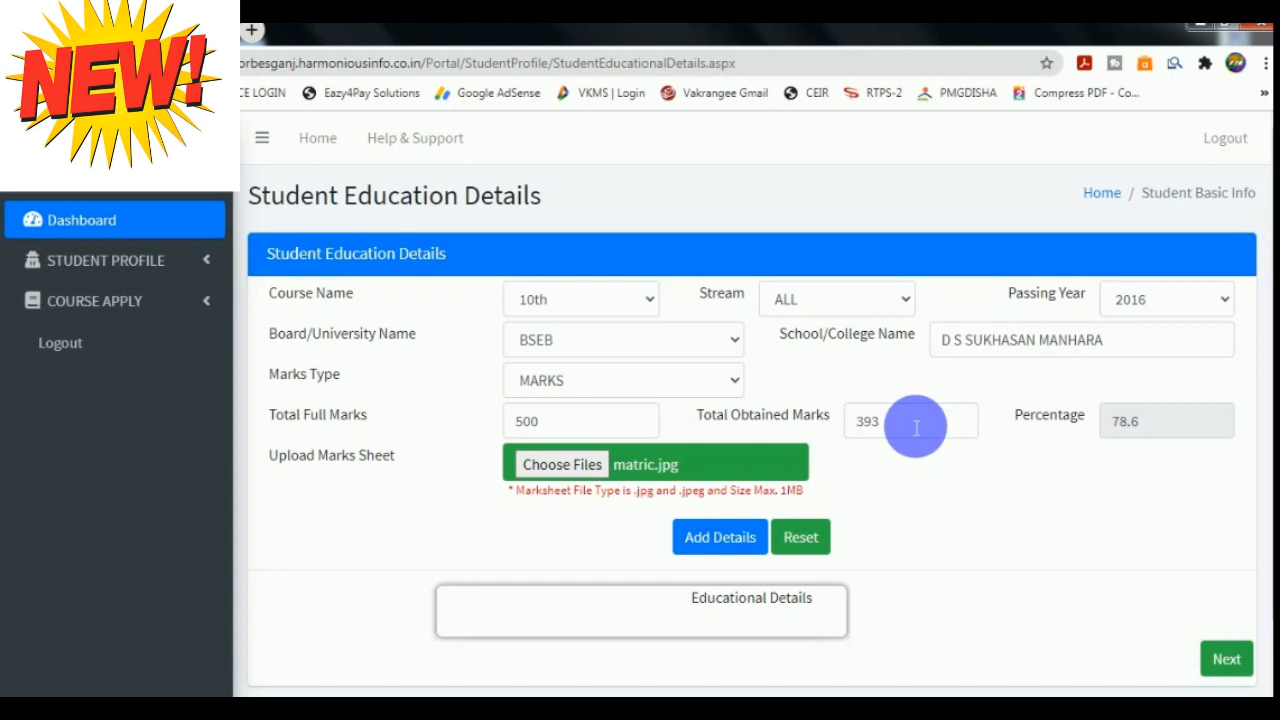 NEW!
orbesganj.harmoniousinfo.co.in/Portal/StudentProfile/StudentEducationalDetails.aspx
CE LOGIN Eazy4Pay Solutions Google AdSense VKMS | Login Vakrangee Gmail CEIR RTPS-2 PMGDISHA Compress PDF - Co... »
Home Help & Support Logout
Student Education Details Home / Student Basic Info
Dashboard
STUDENT PROFILE
COURSE APPLY
Logout
Student Education Details
Course Name 10th Stream ALL Passing Year 2016
Board/University Name BSEB School/College Name D S SUKHASAN MANHARA
Marks Type MARKS
Total Full Marks 500 Total Obtained Marks 393 Percentage 78.6
Upload Marks Sheet Choose Files matric.jpg
* Marksheet File Type is .jpg and .jpeg and Size Max. 1MB
Add Details Reset
Educational Details
Next